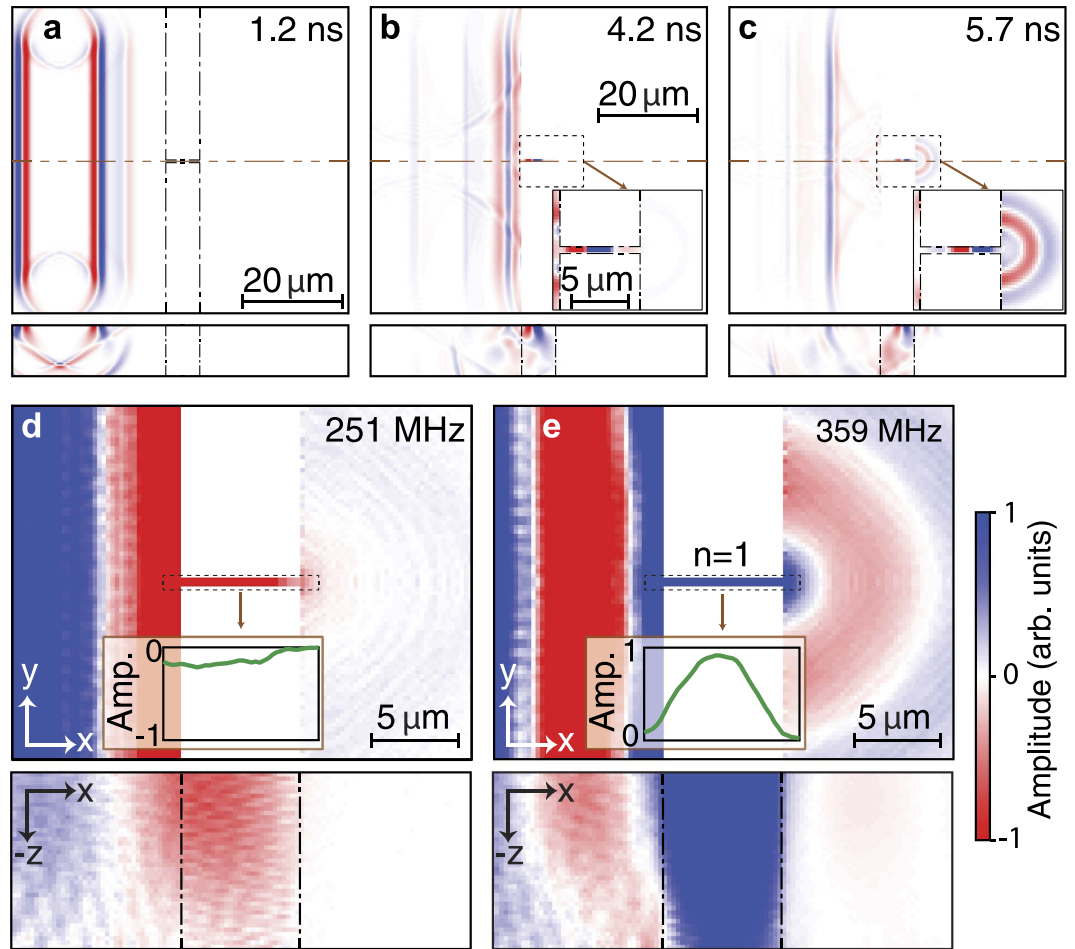 a 1.2 ns
20 μm
b 4.2 ns
20 μm
5 μm
c 5.7 ns
d 251 MHz
0
Amp.
-1
y
x
5 μm
x
-z
e 359 MHz
n=1
1
Amp.
0
y
x
5 μm
x
-z
1
0
-1
Amplitude (arb. units)